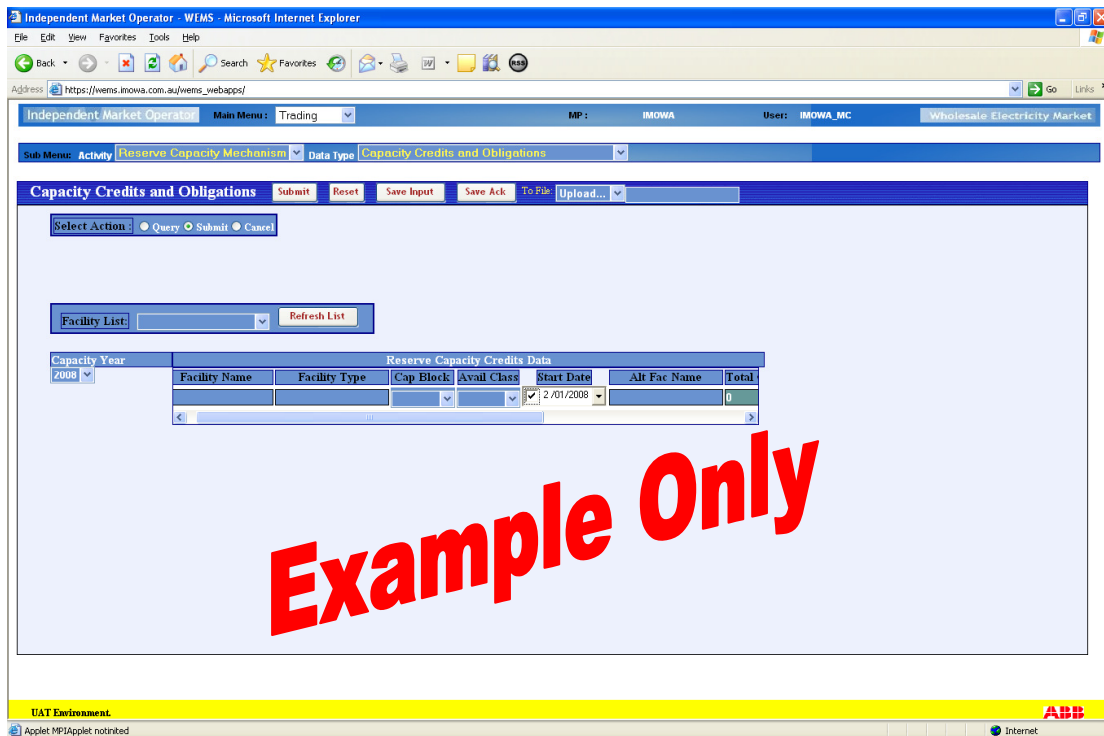 Independent Market Operator - WEMS - Microsoft Internet Explorer
File Edit View Favorites Tools Help
Back Search Favorites W RSS
Address https://wems.imowa.com.au/wems_webapps/ Go Links
Independent Market Operator Main Menu : Trading MP : IMOWA User: IMOWA_MC Wholesale Electricity Market
Sub Menu: Activity Reserve Capacity Mechanism Data Type Capacity Credits and Obligations
Capacity Credits and Obligations Submit Reset Save Input Save Ack To File: Upload...
Select Action : Query Submit Cancel
Facility List: Refresh List
Capacity Year Reserve Capacity Credits Data
2008 Facility Name Facility Type Cap Block Avail Class Start Date Alt Fac Name Total
2 /01/2008 0
Example Only
UAT Environment. ABB
Applet MPIApplet notinited Internet